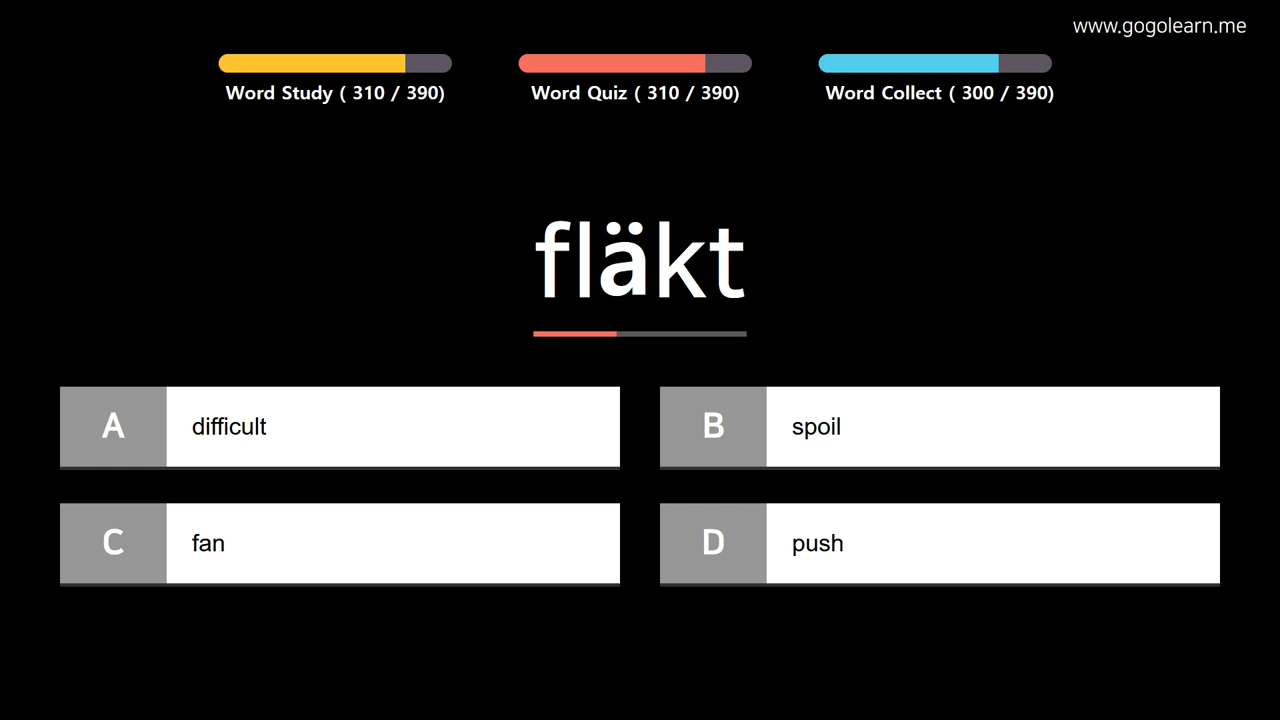 www.gogolearn.me
Word Study ( 310 / 390)
Word Quiz ( 310 / 390)
Word Collect ( 300 / 390)
fläkt
A difficult
B spoil
C fan
D push